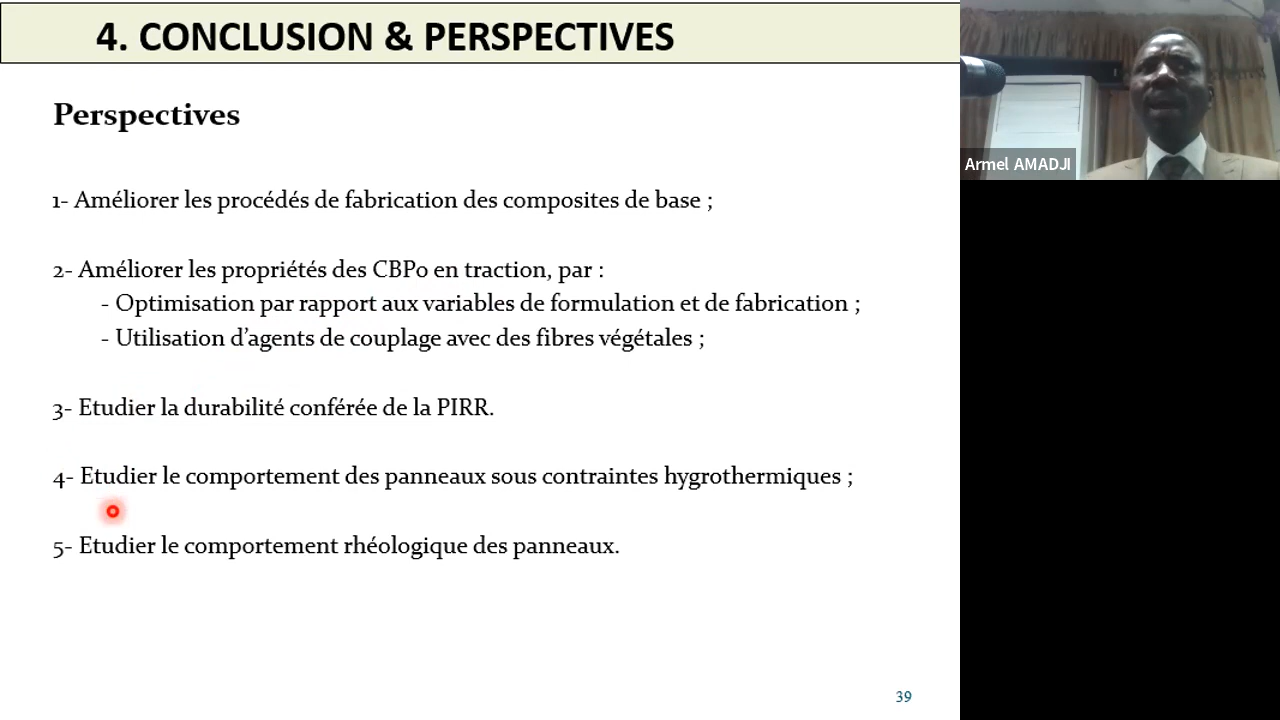 4. CONCLUSION & PERSPECTIVES
Perspectives
1- Améliorer les procédés de fabrication des composites de base ;
2- Améliorer les propriétés des CBPo en traction, par :
- Optimisation par rapport aux variables de formulation et de fabrication ;
- Utilisation d’agents de couplage avec des fibres végétales ;
3- Etudier la durabilité conférée de la PIRR.
4- Etudier le comportement des panneaux sous contraintes hygrothermiques ;
5- Etudier le comportement rhéologique des panneaux.
39
Armel AMADJI